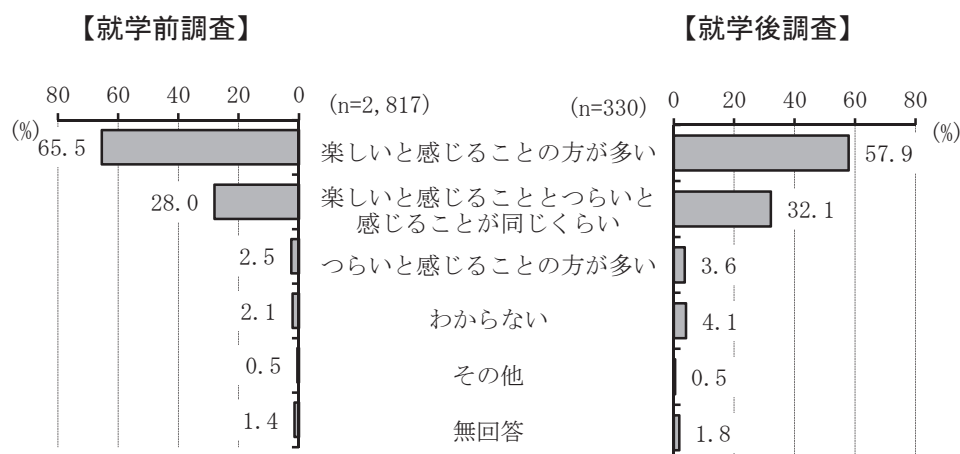 【就学前調査】
【就学後調査】
80 60 40 20 0
(n=2,817)
(n=330)
0 20 40 60 80
(%)
(%)
65.5 楽しいと感じることの方が多い 57.9
28.0 楽しいと感じることとつらいと
感じることが同じくらい 32.1
2.5 つらいと感じることの方が多い 3.6
2.1 わからない 4.1
0.5 その他 0.5
1.4 無回答 1.8